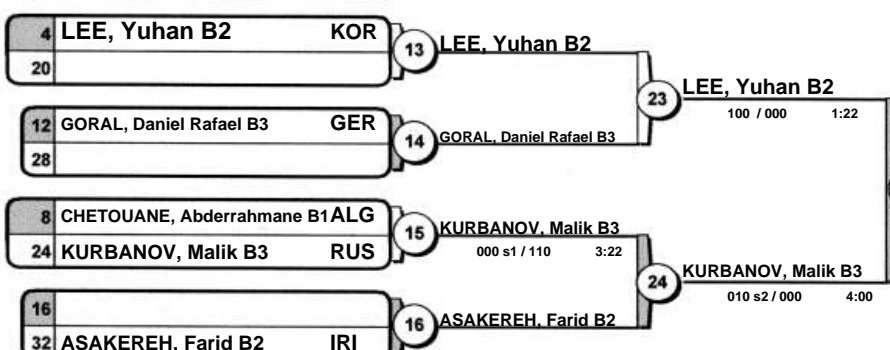 4 LEE, Yuhan B2 KOR
20
13 LEE, Yuhan B2
12 GORAL, Daniel Rafael B3 GER
28
14 GORAL, Daniel Rafael B3
23 LEE, Yuhan B2
100 / 000 1:22
8 CHETOUANE, Abderrahmane B1 ALG
24 KURBANOV, Malik B3 RUS
15 KURBANOV, Malik B3
000 s1 / 110 3:22
16
32 ASAKEREH, Farid B2 IRI
16 ASAKEREH, Farid B2
24 KURBANOV, Malik B3
010 s2 / 000 4:00